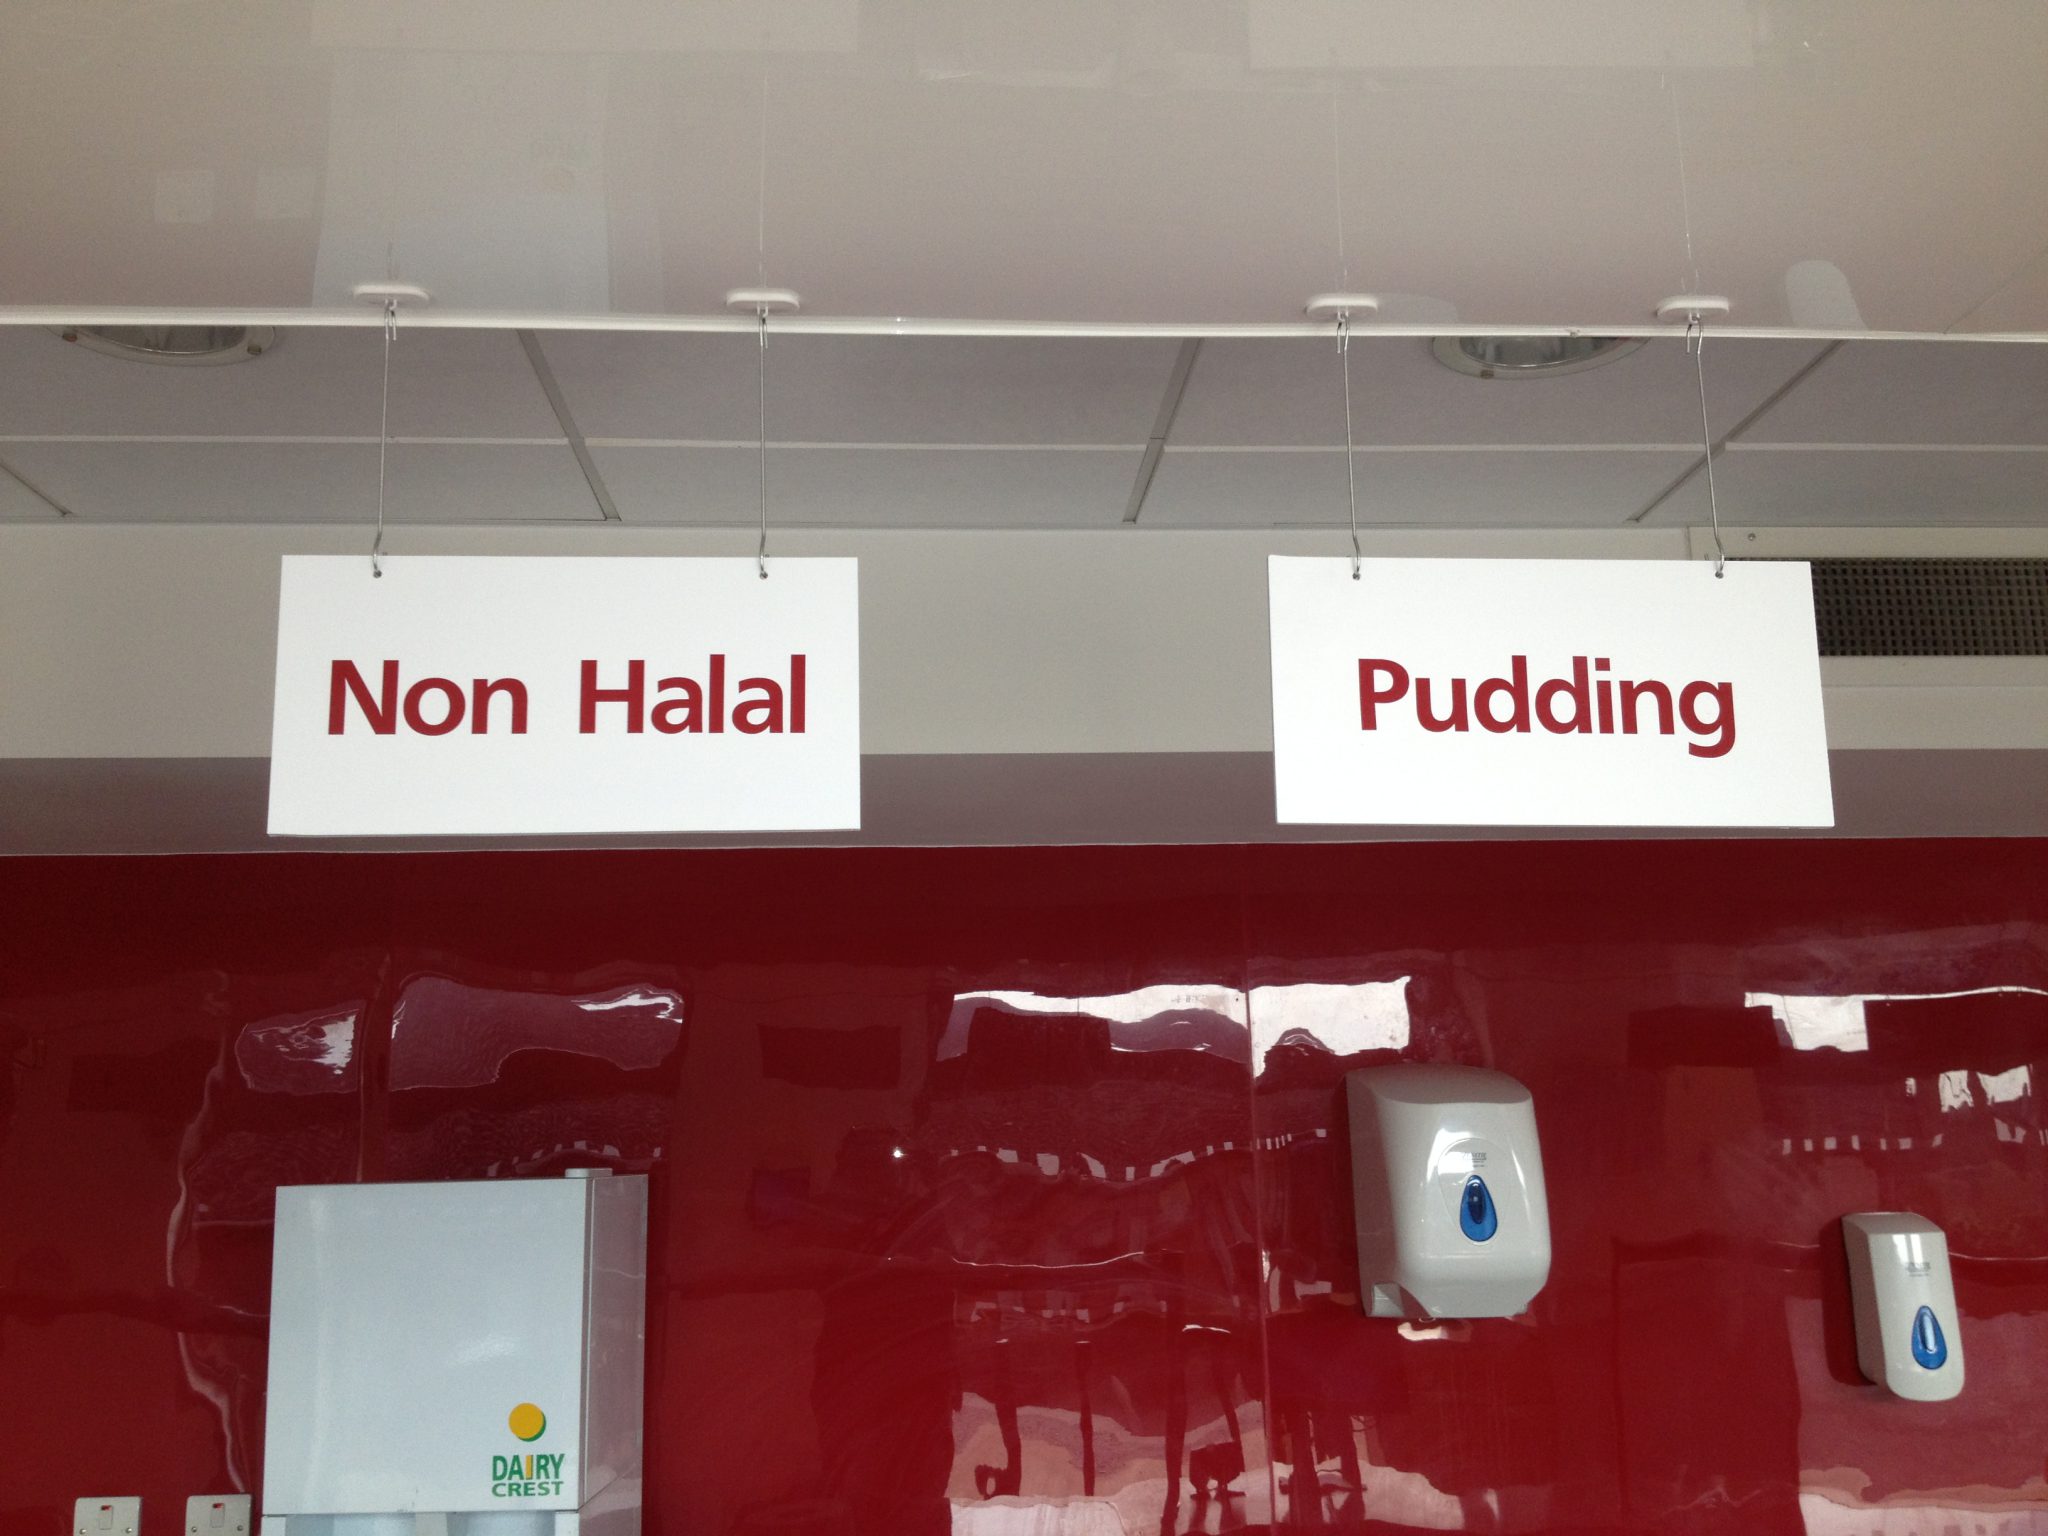 Non Halal
Pudding
DAIRY
CREST